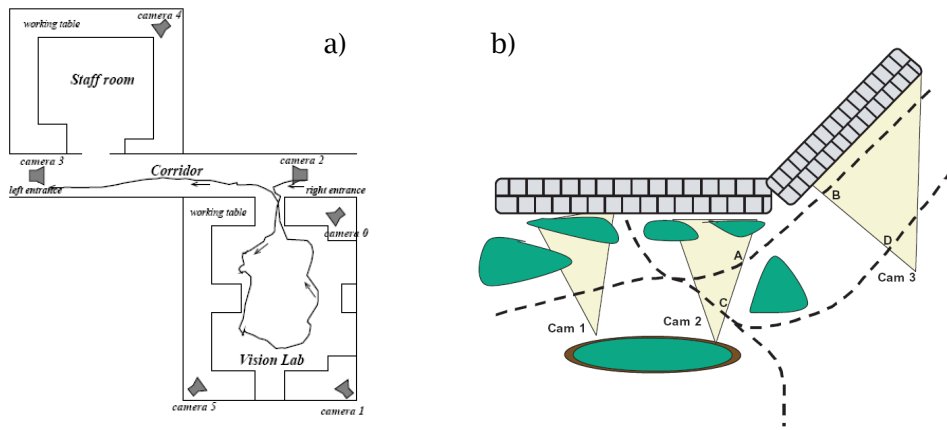 camera 4
working table
a)
Staff room
camera 3
Corridor
camera 2
left entrance
right entrance
working table
camera 0
Vision Lab
camera 5
camera 1
b)
B
A
D
C
Cam 3
Cam 1
Cam 2